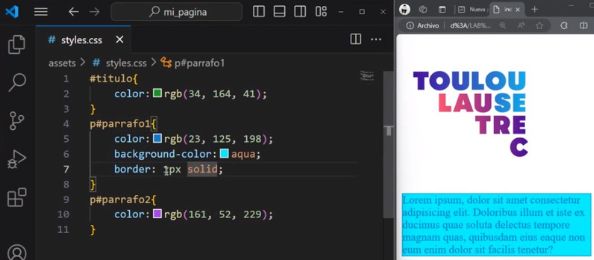 mi_pagina
styles.css
assets > styles.css > p#parrafo1
1 #titulo{
2 color: rgb(34, 164, 41);
3 }
4 p#parrafo1{
5 color: rgb(23, 125, 198);
6 background-color: aqua;
7 border: 1px solid;
8 }
9 p#parrafo2{
10 color: rgb(161, 52, 229);
11 }
Archivo d%3A/LAB%...
TOULOU
LAUSE
TRE
C
Lorem ipsum, dolor sit amet consectetur
adipisicing elit. Doloribus illum et iste ex
ducimus quae soluta delectus tempore
magnam quas, quibusdam eius eaque non
eum enim dolor sit facilis tenetur?